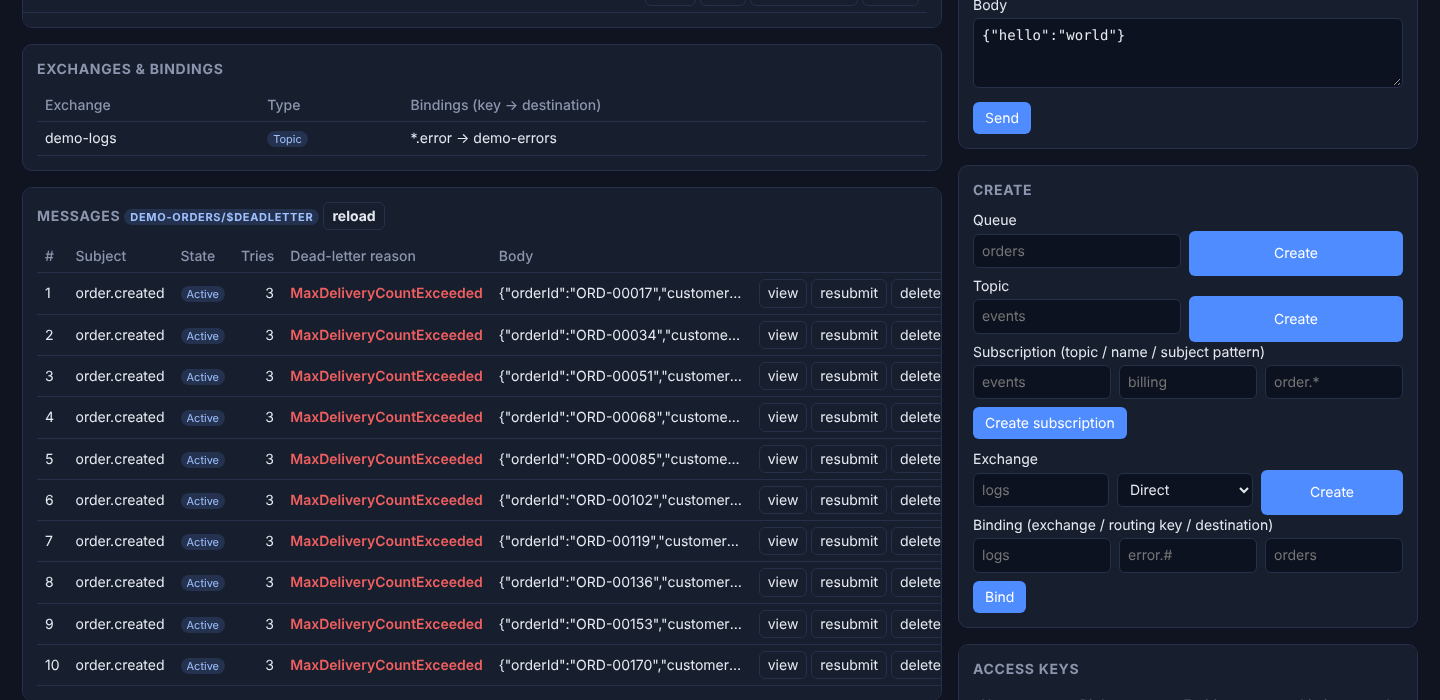 EXCHANGES & BINDINGS
Exchange Type Bindings (key → destination)
demo-logs Topic *.error → demo-errors
MESSAGES DEMO-ORDERS/$DEADLETTER reload
# Subject State Tries Dead-letter reason Body
1 order.created Active 3 MaxDeliveryCountExceeded {"orderId":"ORD-00017","customer... view resubmit delete
2 order.created Active 3 MaxDeliveryCountExceeded {"orderId":"ORD-00034","custome... view resubmit delete
3 order.created Active 3 MaxDeliveryCountExceeded {"orderId":"ORD-00051","customer... view resubmit delete
4 order.created Active 3 MaxDeliveryCountExceeded {"orderId":"ORD-00068","custome... view resubmit delete
5 order.created Active 3 MaxDeliveryCountExceeded {"orderId":"ORD-00085","custome... view resubmit delete
6 order.created Active 3 MaxDeliveryCountExceeded {"orderId":"ORD-00102","customer... view resubmit delete
7 order.created Active 3 MaxDeliveryCountExceeded {"orderId":"ORD-00119","customer... view resubmit delete
8 order.created Active 3 MaxDeliveryCountExceeded {"orderId":"ORD-00136","customer... view resubmit delete
9 order.created Active 3 MaxDeliveryCountExceeded {"orderId":"ORD-00153","customer... view resubmit delete
10 order.created Active 3 MaxDeliveryCountExceeded {"orderId":"ORD-00170","customer... view resubmit delete
Body
{"hello":"world"}
Send
CREATE
Queue
orders Create
Topic
events Create
Subscription (topic / name / subject pattern)
events billing order.*
Create subscription
Exchange
logs Direct Create
Binding (exchange / routing key / destination)
logs error.# orders
Bind
ACCESS KEYS